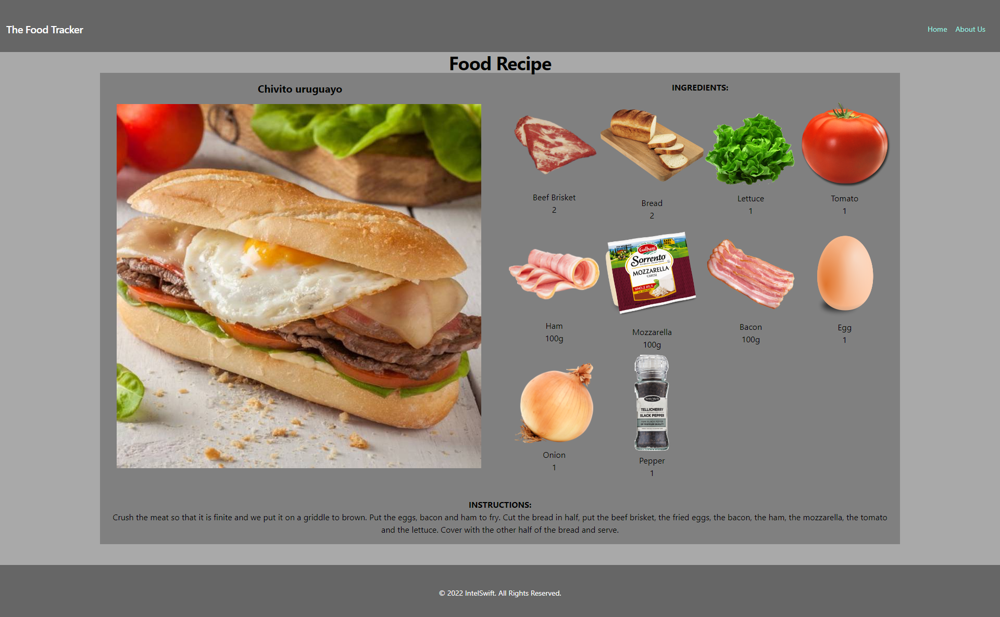 The Food Tracker
Home
About Us
Food Recipe
Chivito uruguayo
INGREDIENTS:
Beef Brisket
2
Bread
2
Lettuce
1
Tomato
1
Ham
100g
EASY
PEEL
Galbani
Sorrento
MOZZARELLA
CHEESE
WHOLE MILK
Mozzarella
100g
Bacon
100g
Egg
1
Onion
1
Santa Maria
TELLICHERRY
BLACK PEPPER
Pepper
1
INSTRUCTIONS:
Crush the meat so that it is finite and we put it on a griddle to brown. Put the eggs, bacon and ham to fry. Cut the bread in half, put the beef brisket, the fried eggs, the bacon, the ham, the mozzarella, the tomato
and the lettuce. Cover with the other half of the bread and serve.
© 2022 IntelSwift. All Rights Reserved.